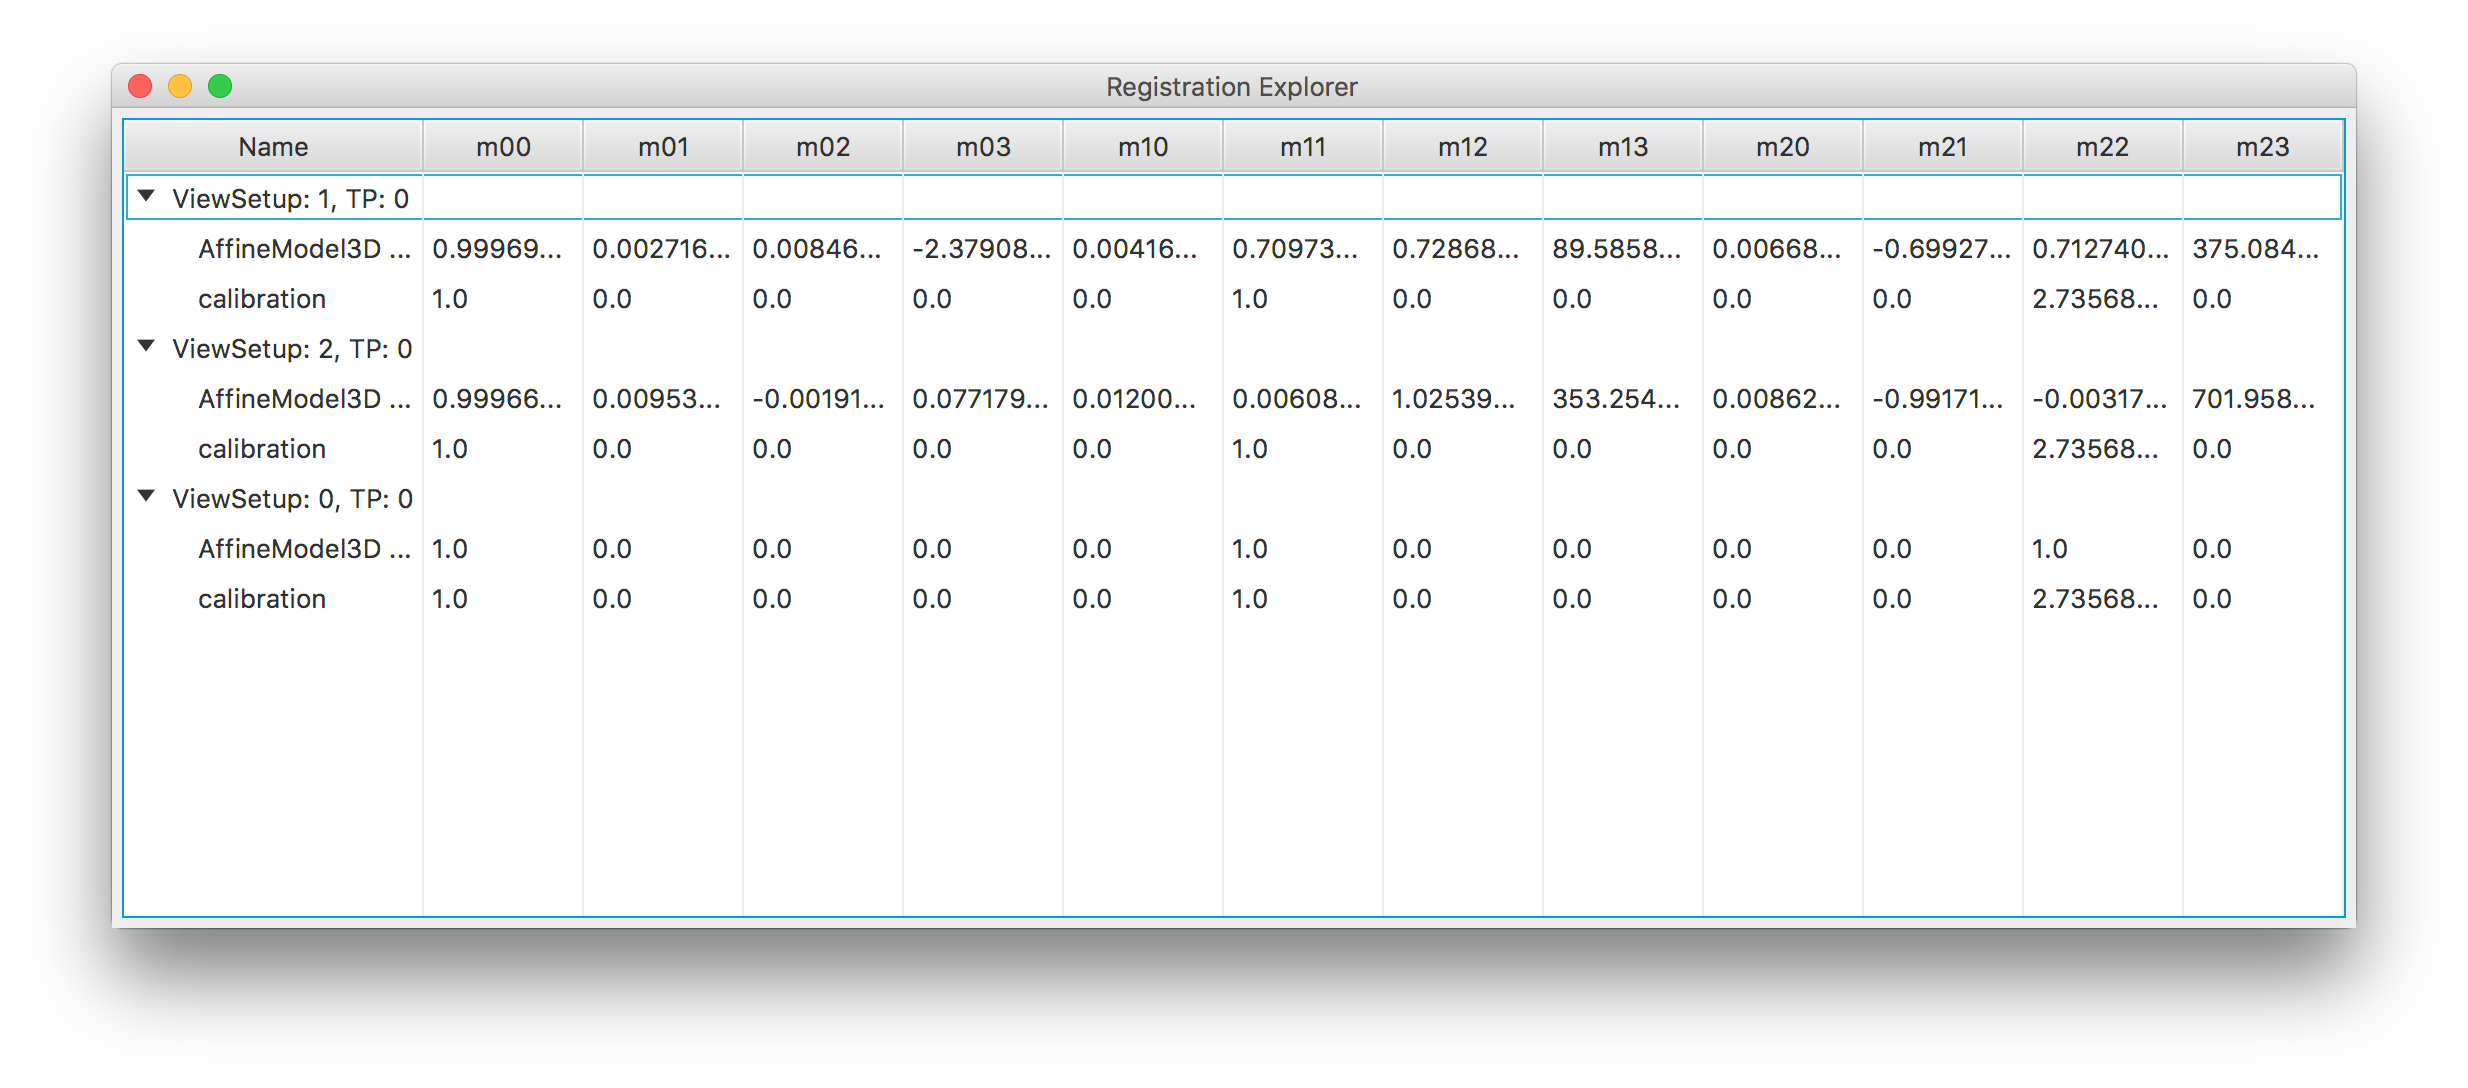 Registration Explorer
Name m00 m01 m02 m03 m10 m11 m12 m13 m20 m21 m22 m23
ViewSetup: 1, TP: 0
AffineModel3D ... 0.99969... 0.002716... 0.00846... -2.37908... 0.00416... 0.70973... 0.72868... 89.5858... 0.00668... -0.69927... 0.712740... 375.084...
calibration 1.0 0.0 0.0 0.0 0.0 1.0 0.0 0.0 0.0 0.0 2.73568... 0.0
ViewSetup: 2, TP: 0
AffineModel3D ... 0.99966... 0.00953... -0.00191... 0.077179... 0.01200... 0.00608... 1.02539... 353.254... 0.00862... -0.99171... -0.00317... 701.958...
calibration 1.0 0.0 0.0 0.0 0.0 1.0 0.0 0.0 0.0 0.0 2.73568... 0.0
ViewSetup: 0, TP: 0
AffineModel3D ... 1.0 0.0 0.0 0.0 0.0 1.0 0.0 0.0 0.0 0.0 1.0 0.0
calibration 1.0 0.0 0.0 0.0 0.0 1.0 0.0 0.0 0.0 0.0 2.73568... 0.0